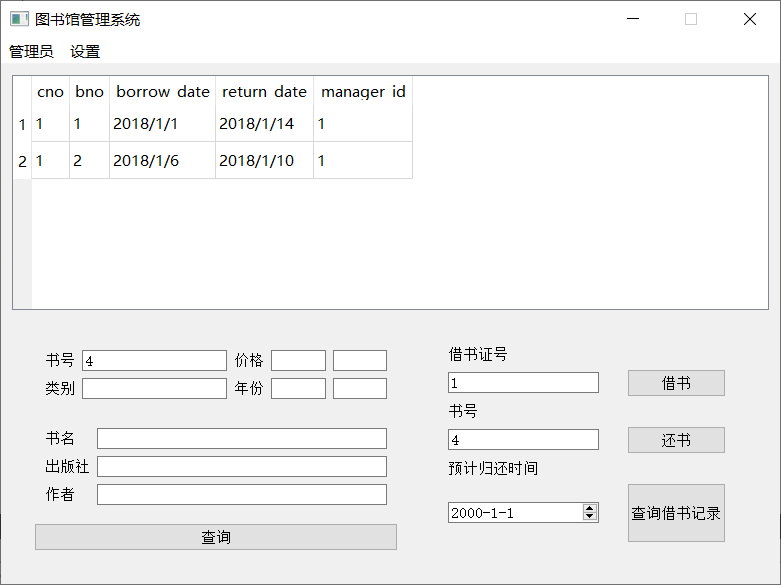 图书馆管理系统
管理员 设置
cno bno borrow date return date manager id
1 1 1 2018/1/1 2018/1/14 1
2 1 2 2018/1/6 2018/1/10 1
书号 4 价格
类别 年份
书名
出版社
作者
查询
借书证号
1 借书
书号
4 还书
预计归还时间
2000-1-1 查询借书记录